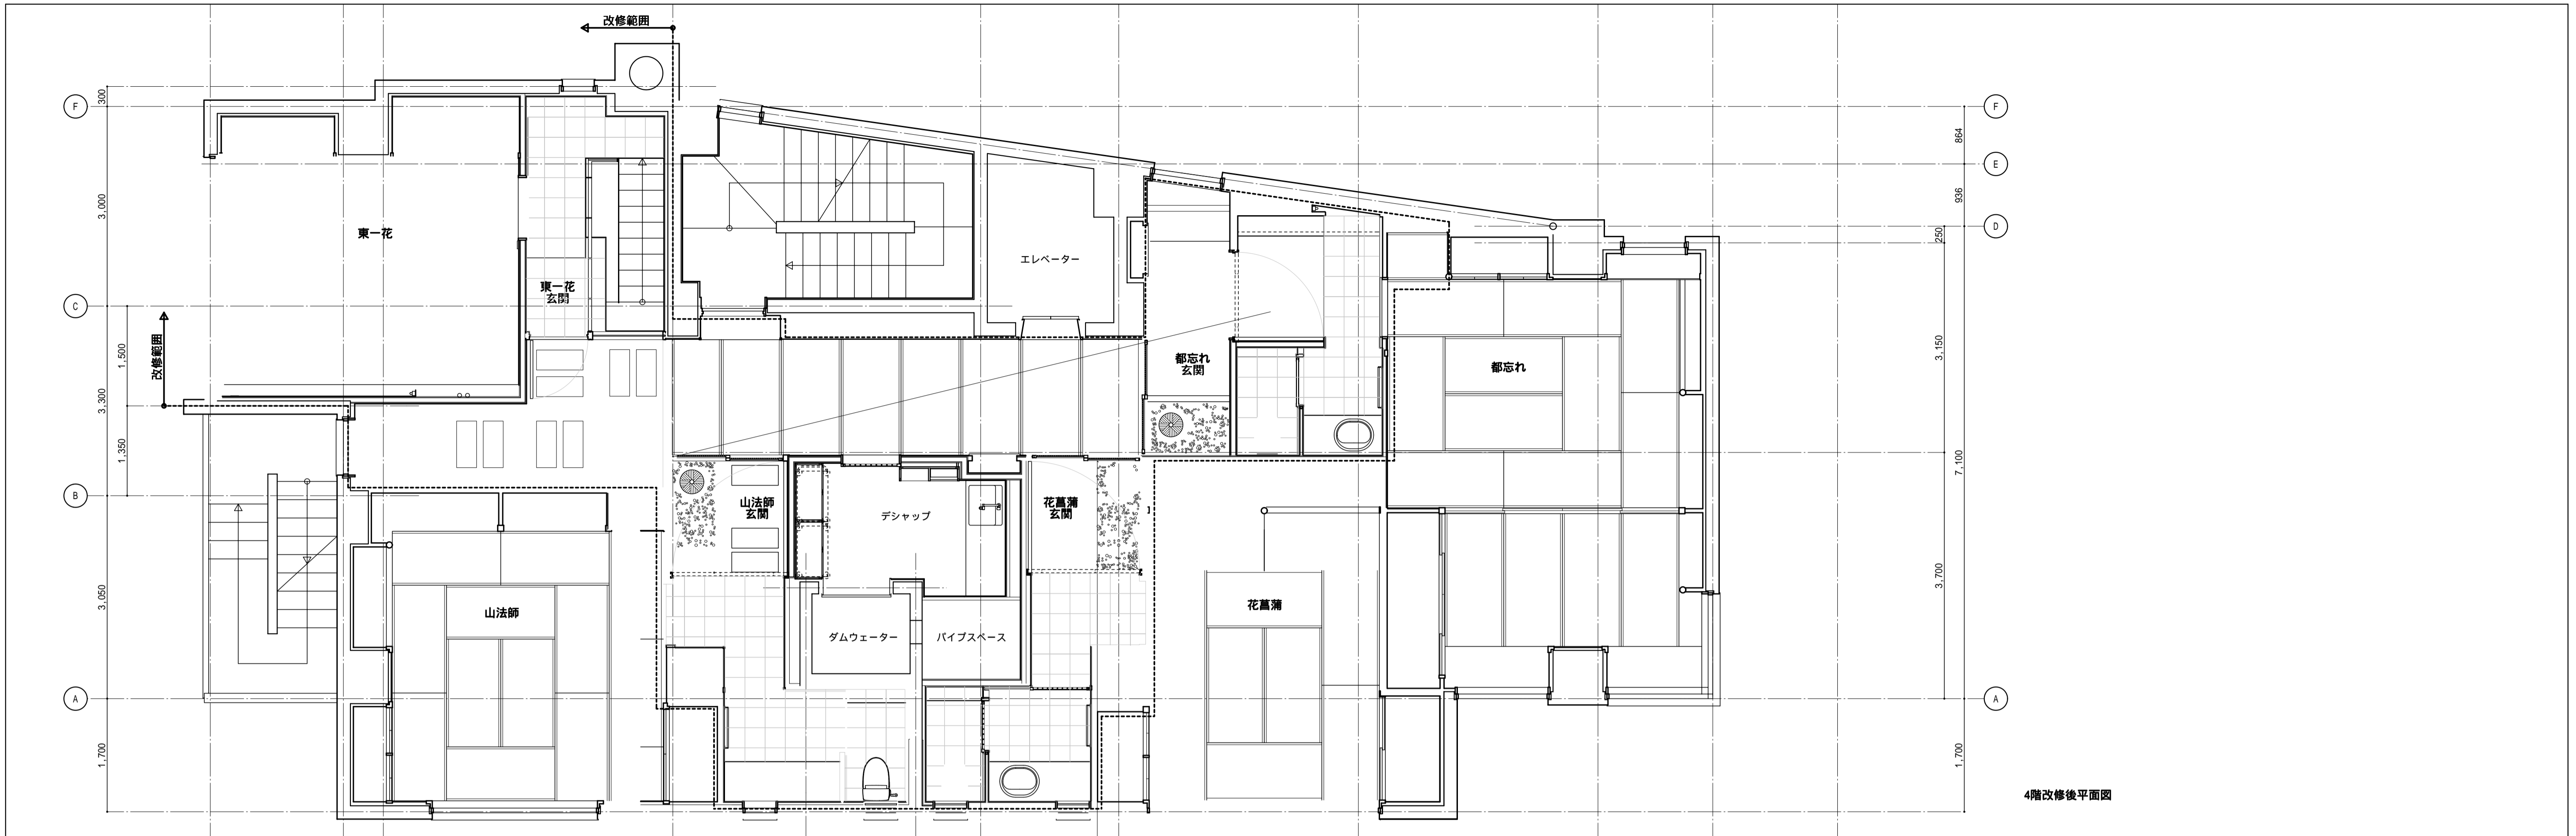 改修範囲
F
300
F
864
E
3,000
936
東一花
D
250
エレベーター
東一花
玄関
C
改修範囲
1,500
都忘れ
玄関
都忘れ
3,150
3,300
1,350
7,100
B
山法師
玄関
デシャップ
花菖蒲
玄関
3,700
3,050
山法師
花菖蒲
ダムウェーター
パイプスペース
A
A
1,700
1,700
4階改修後平面図